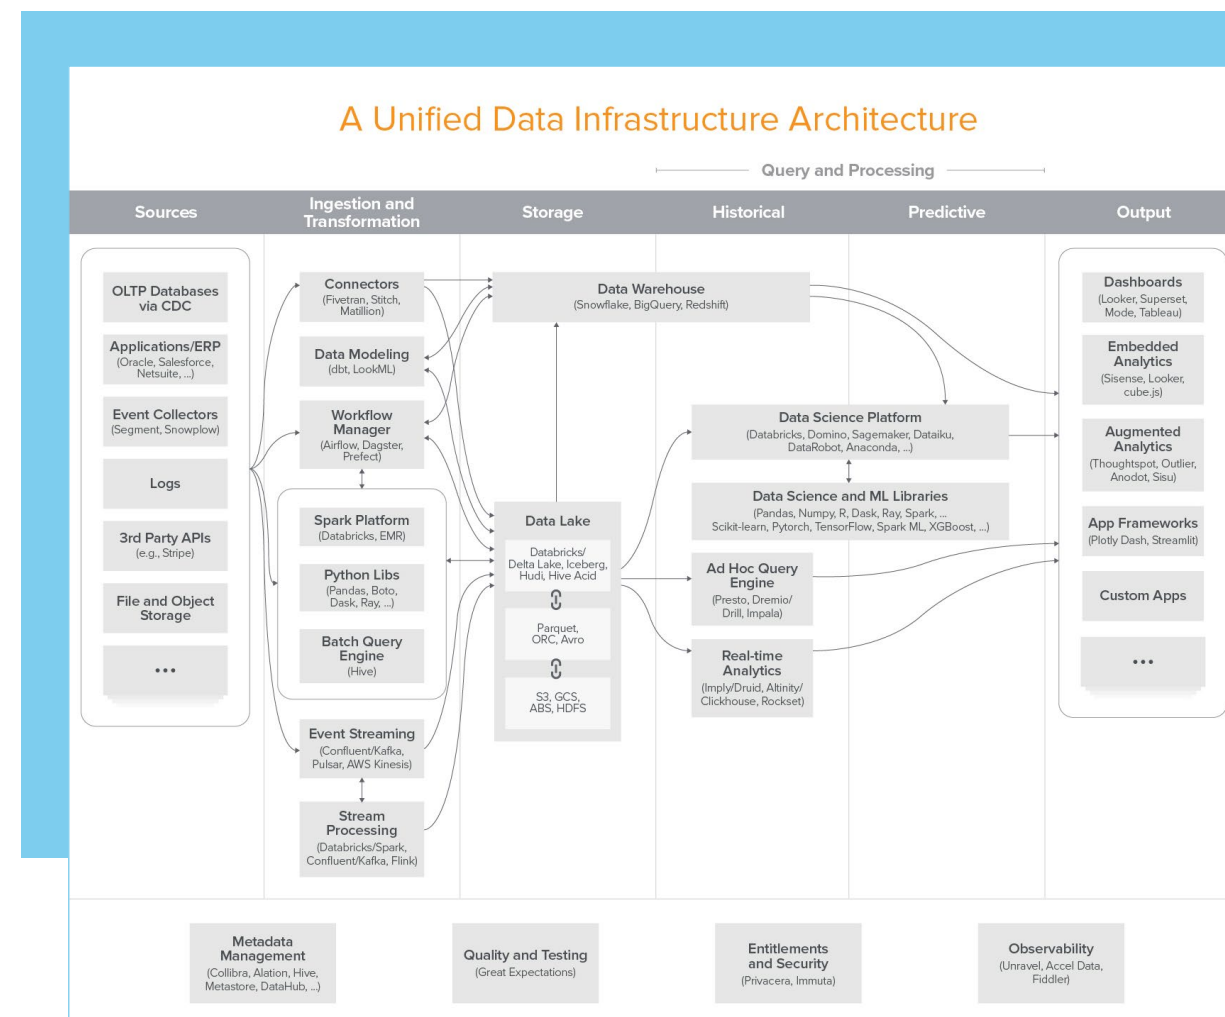 A Unified Data Infrastructure Architecture
Query and Processing
Sources
Ingestion and
Transformation
Storage
Historical
Predictive
Output
OLTP Databases
via CDC
Applications/ERP
(Oracle, Salesforce,
Netsuite, ...)
Event Collectors
(Segment, Snowplow)
Logs
3rd Party APIs
(e.g., Stripe)
File and Object
Storage
•••
Connectors
(Fivetran, Stitch,
Matillion)
Data Modeling
(dbt, LookML)
Workflow
Manager
(Airflow, Dagster,
Prefect)
Spark Platform
(Databricks, EMR)
Python Libs
(Pandas, Boto,
Dask, Ray, ...)
Batch Query
Engine
(Hive)
Event Streaming
(Confluent/Kafka,
Pulsar, AWS Kinesis)
Stream
Processing
(Databricks/Spark,
Confluent/Kafka, Flink)
Data Warehouse
(Snowflake, BigQuery, Redshift)
Data Lake
Databricks/
Delta Lake, Iceberg,
Hudi, Hive Acid
Parquet,
ORC, Avro
S3, GCS,
ABS, HDFS
Data Science Platform
(Databricks, Domino, Sagemaker, Dataiku,
DataRobot, Anaconda, ...)
Data Science and ML Libraries
(Pandas, Numpy, R, Dask, Ray, Spark, ...
Scikit-learn, Pytorch, TensorFlow, Spark ML, XGBoost, ...)
Ad Hoc Query
Engine
(Presto, Dremio/
Drill, Impala)
Real-time
Analytics
(Imply/Druid, Altinity/
Clickhouse, Rockset)
Dashboards
(Looker, Superset,
Mode, Tableau)
Embedded
Analytics
(Sisense, Looker,
cube.js)
Augmented
Analytics
(Thoughtspot, Outlier,
Anodot, Sisu)
App Frameworks
(Plotly Dash, Streamlit)
Custom Apps
•••
Metadata
Management
(Collibra, Alation, Hive,
Metastore, DataHub, ...)
Quality and Testing
(Great Expectations)
Entitlements
and Security
(Privacera, Immuta)
Observability
(Unravel, Accel Data,
Fiddler)